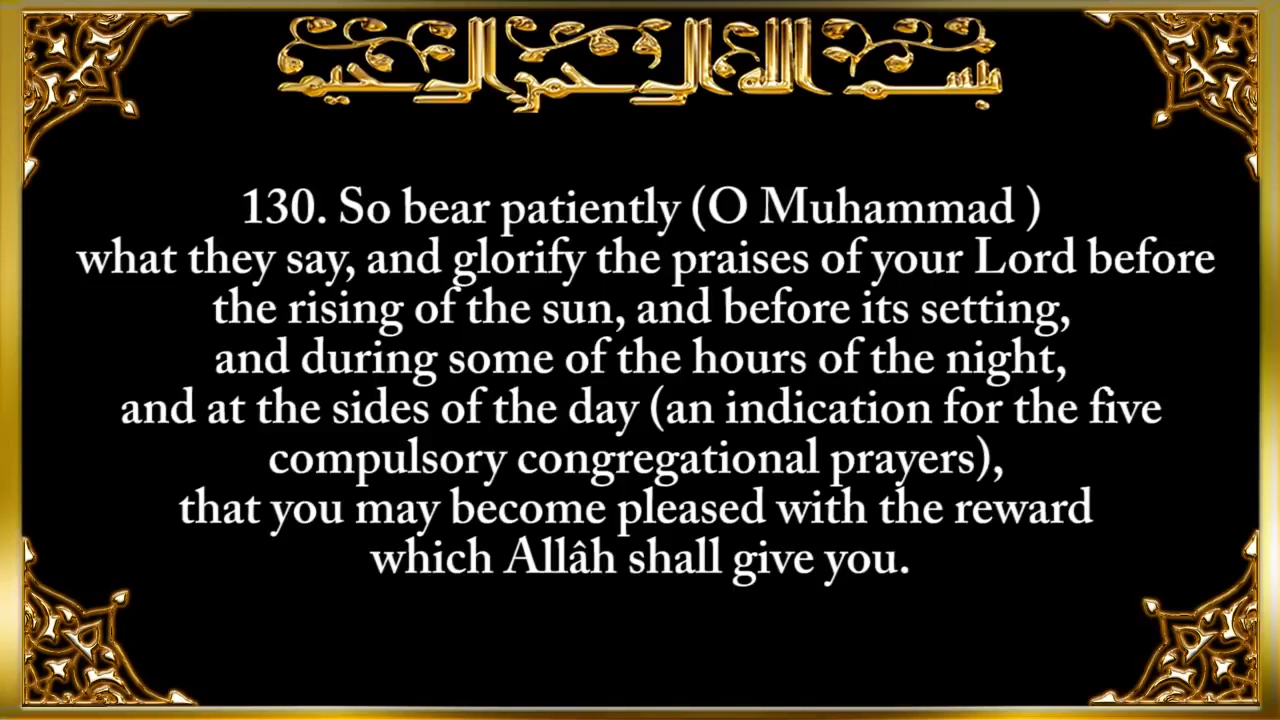 بسم الله الرحمن الرحيم
130. So bear patiently (O Muhammad )
what they say, and glorify the praises of your Lord before
the rising of the sun, and before its setting,
and during some of the hours of the night,
and at the sides of the day (an indication for the five
compulsory congregational prayers),
that you may become pleased with the reward
which Allâh shall give you.